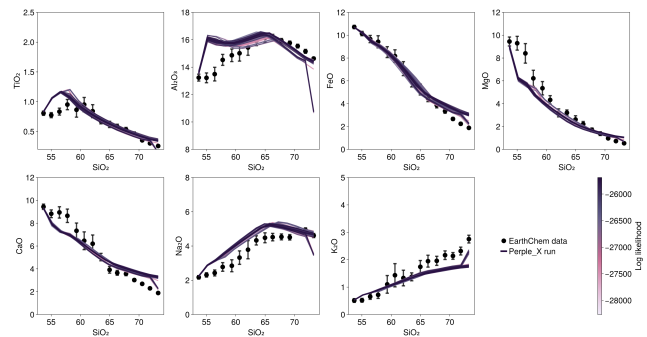 2.5
2.0
1.5
1.0
0.5
TiO₂
55 60 65 70
SiO₂
18
16
14
12
10
8
Al₂O₃
55 60 65 70
SiO₂
12
10
8
6
4
2
0
FeO
55 60 65 70
SiO₂
12
10
8
6
4
2
0
MgO
55 60 65 70
SiO₂
12
10
8
6
4
2
0
CaO
55 60 65 70
SiO₂
8
6
4
2
0
Na₂O
55 60 65 70
SiO₂
5
4
3
2
1
0
K₂O
55 60 65 70
SiO₂
EarthChem data
Perple_X run
−26000
−26500
−27000
−27500
−28000
Log likelihood